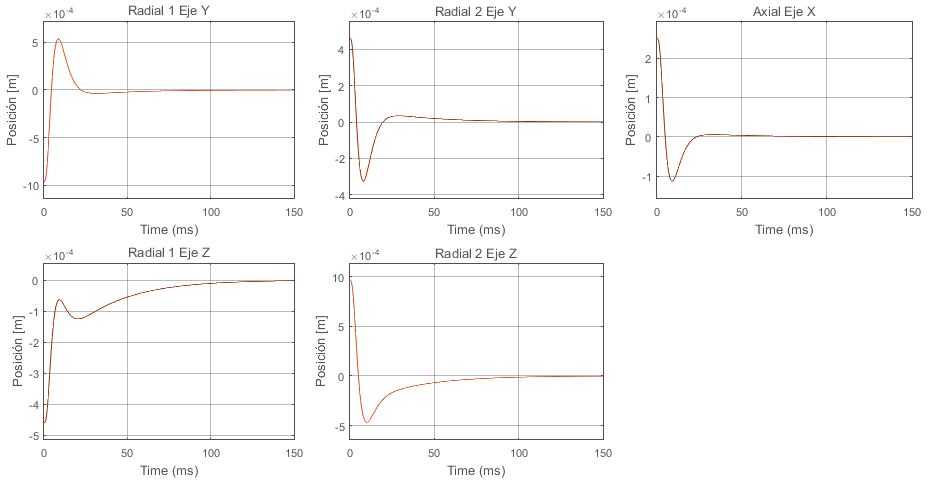 Radial 1 Eje Y
×10⁻⁴
5
0
-5
-10
Posición [m]
0 50 100 150
Time (ms)
Radial 2 Eje Y
×10⁻⁴
4
2
0
-2
-4
Posición [m]
0 50 100 150
Time (ms)
Axial Eje X
×10⁻⁴
2
1
0
-1
Posición [m]
0 50 100 150
Time (ms)
Radial 1 Eje Z
×10⁻⁴
0
-1
-2
-3
-4
-5
Posición [m]
0 50 100 150
Time (ms)
Radial 2 Eje Z
×10⁻⁴
10
5
0
-5
Posición [m]
0 50 100 150
Time (ms)